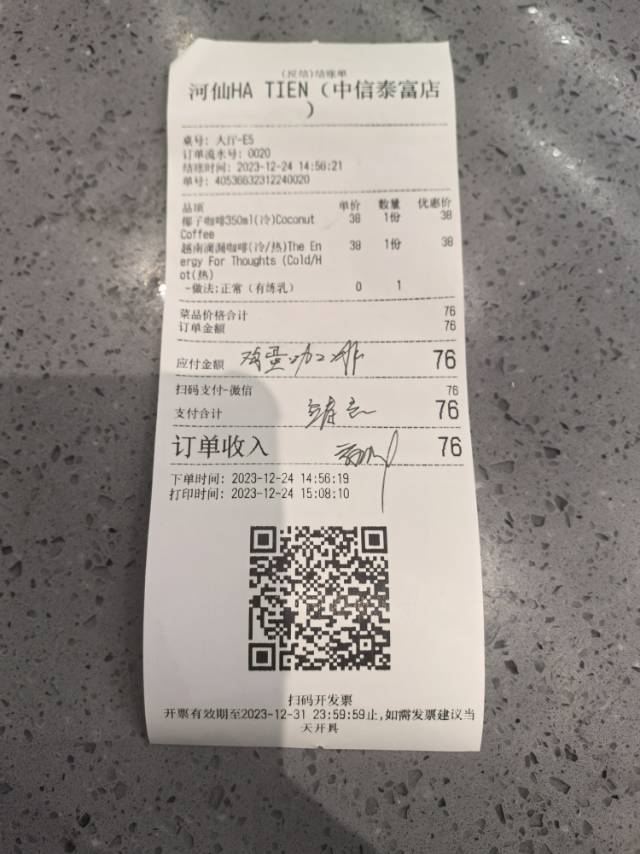 (反结)结账单
河仙HA TIEN（中信泰富店
）
桌号: 大厅-E5
订单流水号: 0020
结账时间: 2023-12-24 14:56:21
单号: 40536632312240020
品项 单价 数量 优惠价
椰子咖啡350ml(冷)Coconut 38 1份 38
Coffee
越南滴漏咖啡(冷/热)The En 38 1份 38
ergy For Thoughts (Cold/H
ot(热)
-做法:正常（有练乳） 0 1
菜品价格合计 76
订单金额 76
应付金额 鸡蛋咖啡 76
扫码支付-微信 76
支付合计 76
订单收入 76
下单时间: 2023-12-24 14:56:19
打印时间: 2023-12-24 15:08:10
扫码开发票
开票有效期至2023-12-31 23:59:59止,如需发票建议当
天开具